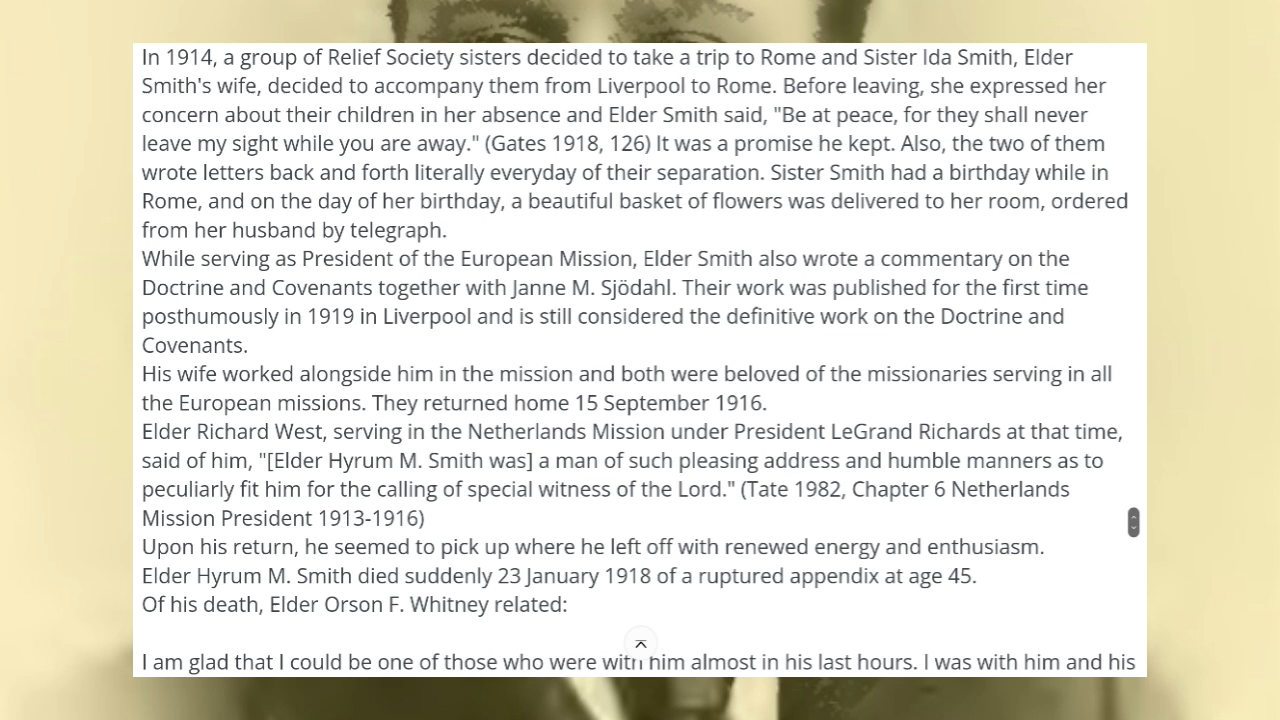 In 1914, a group of Relief Society sisters decided to take a trip to Rome and Sister Ida Smith, Elder
Smith's wife, decided to accompany them from Liverpool to Rome. Before leaving, she expressed her
concern about their children in her absence and Elder Smith said, "Be at peace, for they shall never
leave my sight while you are away." (Gates 1918, 126) It was a promise he kept. Also, the two of them
wrote letters back and forth literally everyday of their separation. Sister Smith had a birthday while in
Rome, and on the day of her birthday, a beautiful basket of flowers was delivered to her room, ordered
from her husband by telegraph.
While serving as President of the European Mission, Elder Smith also wrote a commentary on the
Doctrine and Covenants together with Janne M. Sjödahl. Their work was published for the first time
posthumously in 1919 in Liverpool and is still considered the definitive work on the Doctrine and
Covenants.
His wife worked alongside him in the mission and both were beloved of the missionaries serving in all
the European missions. They returned home 15 September 1916.
Elder Richard West, serving in the Netherlands Mission under President LeGrand Richards at that time,
said of him, "[Elder Hyrum M. Smith was] a man of such pleasing address and humble manners as to
peculiarly fit him for the calling of special witness of the Lord." (Tate 1982, Chapter 6 Netherlands
Mission President 1913-1916)
Upon his return, he seemed to pick up where he left off with renewed energy and enthusiasm.
Elder Hyrum M. Smith died suddenly 23 January 1918 of a ruptured appendix at age 45.
Of his death, Elder Orson F. Whitney related:
I am glad that I could be one of those who were with him almost in his last hours. I was with him and his